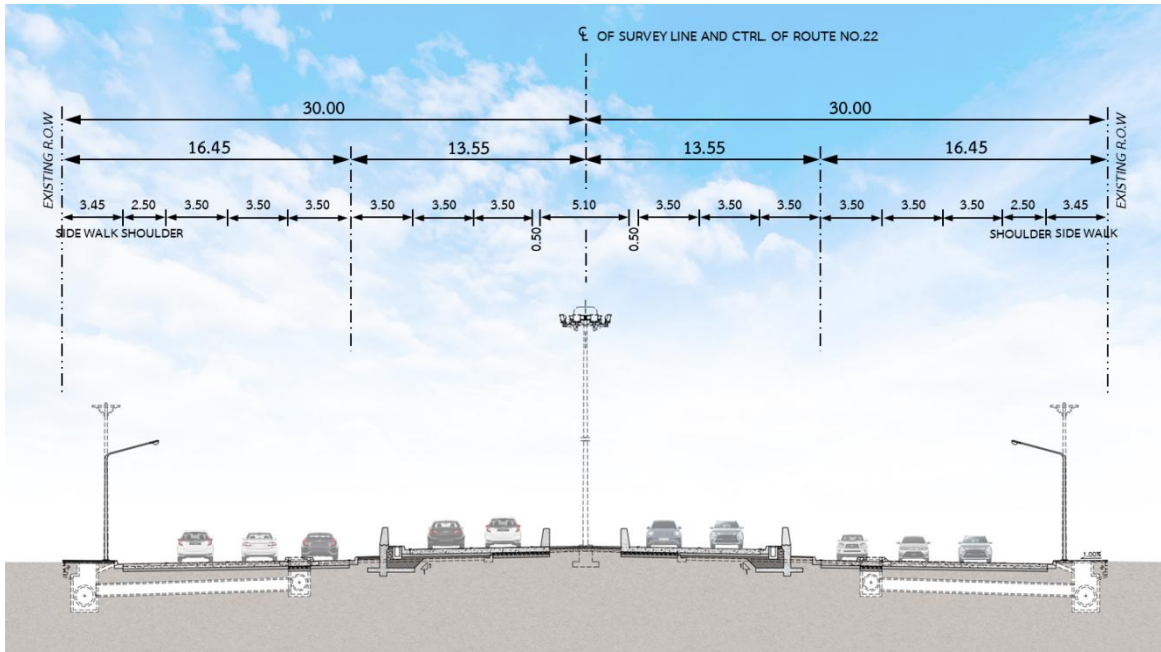 ℄ OF SURVEY LINE AND CTRL. OF ROUTE NO.22
30.00 30.00
EXISTING R.O.W
EXISTING R.O.W
16.45 13.55 13.55 16.45
3.45 2.50 3.50 3.50 3.50 3.50 3.50 3.50 5.10 3.50 3.50 3.50 3.50 3.50 3.50 2.50 3.45
0.50 0.50
SIDE WALK SHOULDER SHOULDER SIDE WALK
1.00%